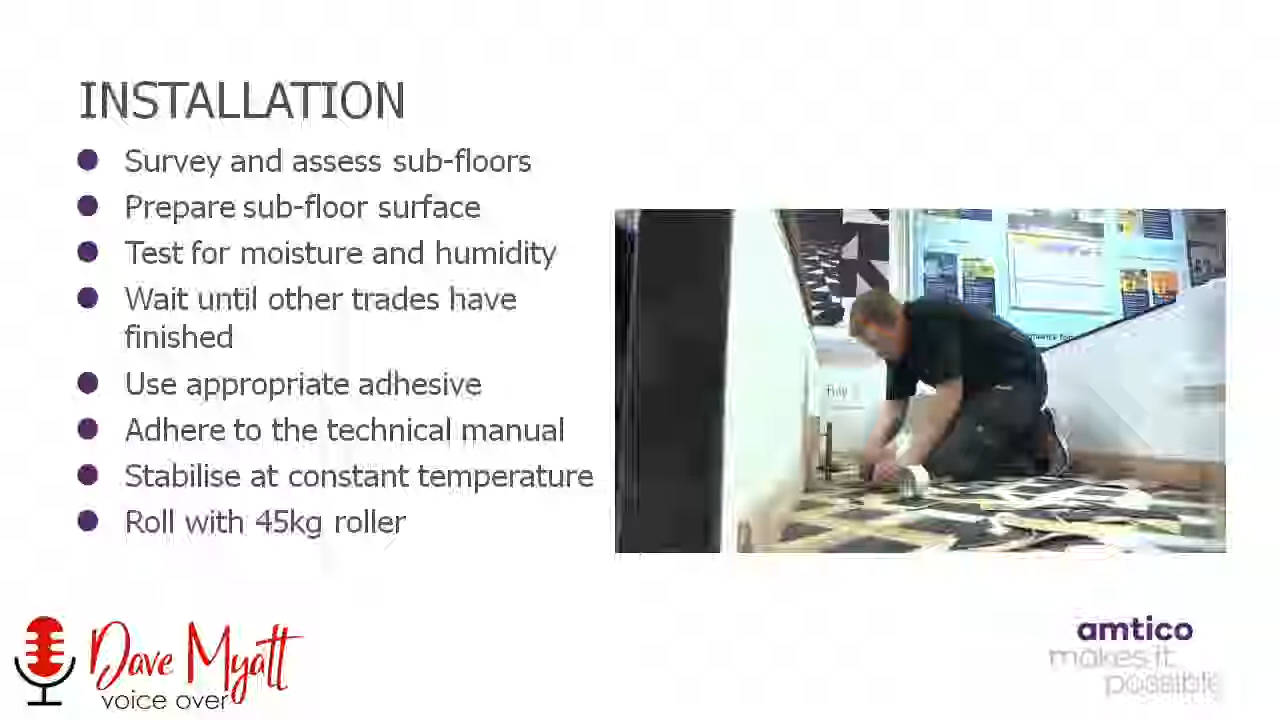 INSTALLATION
Survey and assess sub-floors
Prepare sub-floor surface
Test for moisture and humidity
Wait until other trades have
finished
Use appropriate adhesive
Adhere to the technical manual
Stabilise at constant temperature
Roll with 45kg roller
Dave Myatt
voice over
amtico
makes it
possible